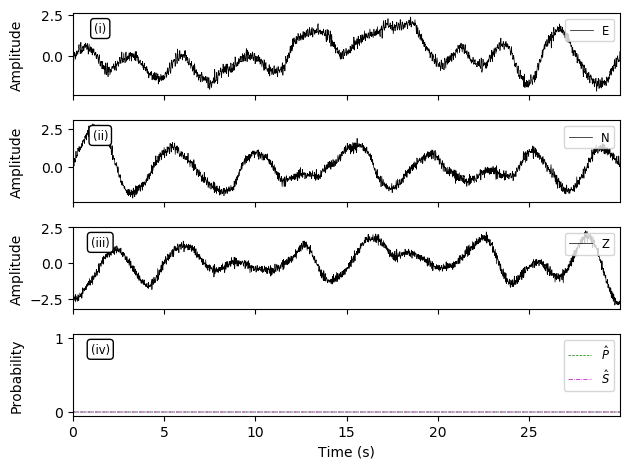 2.5
0.0
Amplitude
(i)
E
2.5
0.0
Amplitude
(ii)
N
2.5
0.0
−2.5
Amplitude
(iii)
Z
1
0
Probability
(iv)
P̂
Ŝ
0 5 10 15 20 25
Time (s)